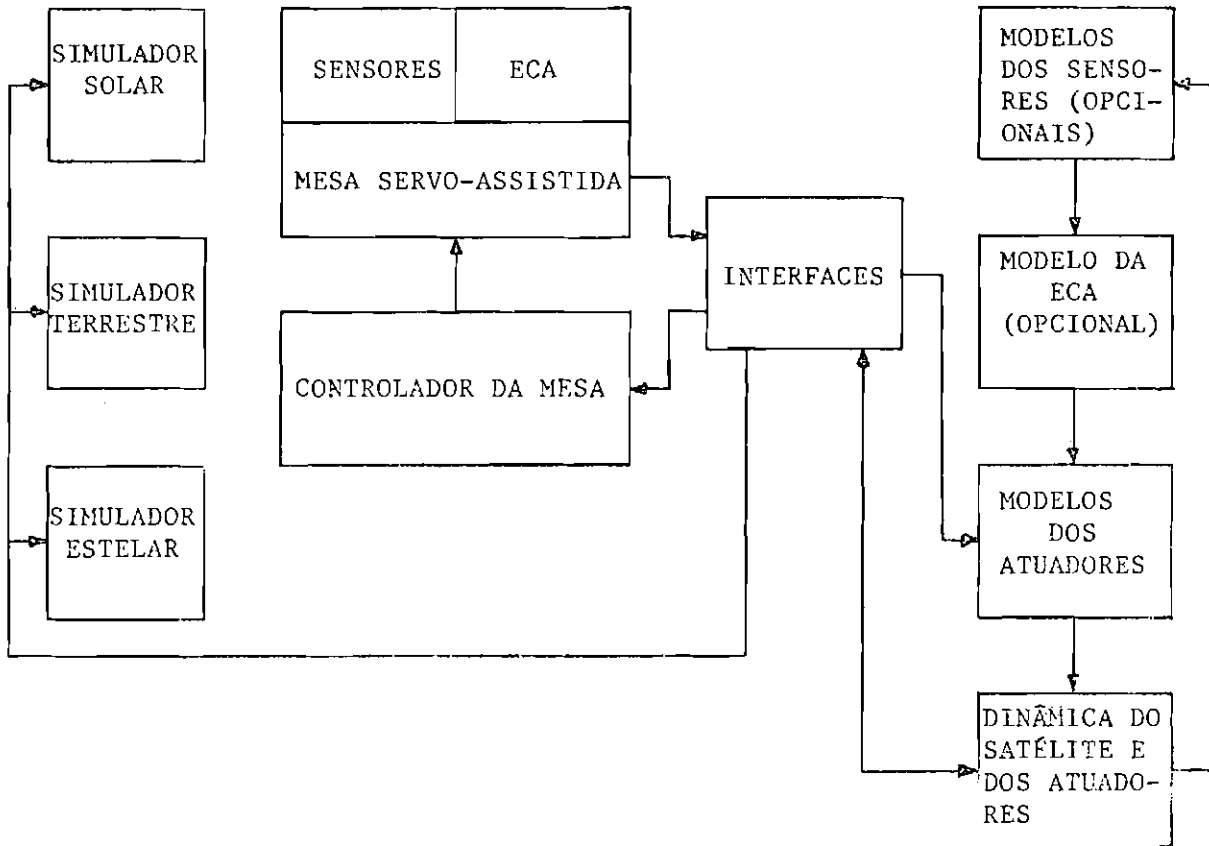 SIMULADOR
SOLAR
SENSORES
ECA
MESA SERVO-ASSISTIDA
SIMULADOR
TERRESTRE
CONTROLADOR DA MESA
SIMULADOR
ESTELAR
INTERFACES
MODELOS
DOS SENSO-
RES (OPCI-
ONAIS)
MODELO DA
ECA
(OPCIONAL)
MODELOS
DOS
ATUADORES
DINÂMICA DO
SATÉLITE E
DOS ATUADO-
RES